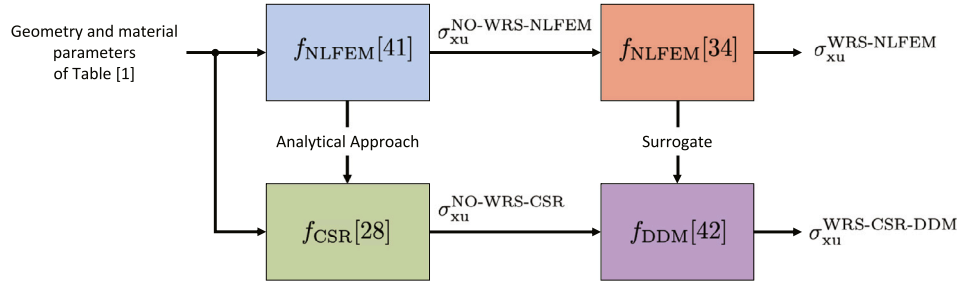 Geometry and material
parameters
of Table [1]
f_NLFEM[41]
σ_xu^NO-WRS-NLFEM
f_NLFEM[34]
σ_xu^WRS-NLFEM
Analytical Approach
Surrogate
f_CSR[28]
σ_xu^NO-WRS-CSR
f_DDM[42]
σ_xu^WRS-CSR-DDM